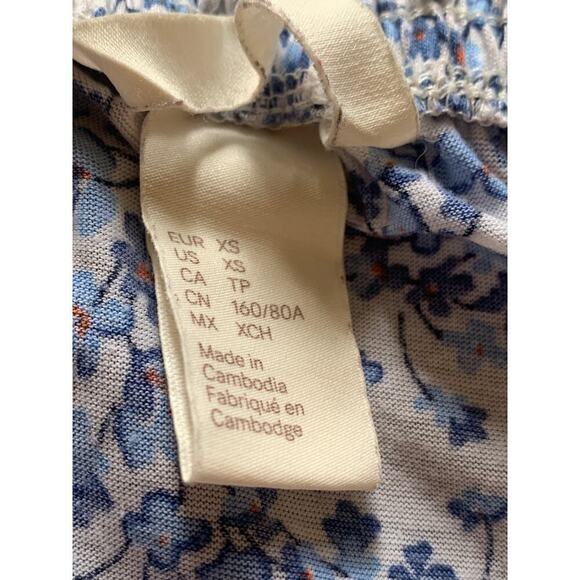 EUR XS
US XS
CA TP
CN 160/80A
MX XCH
Made in
Cambodia
Fabriqué en
Cambodge